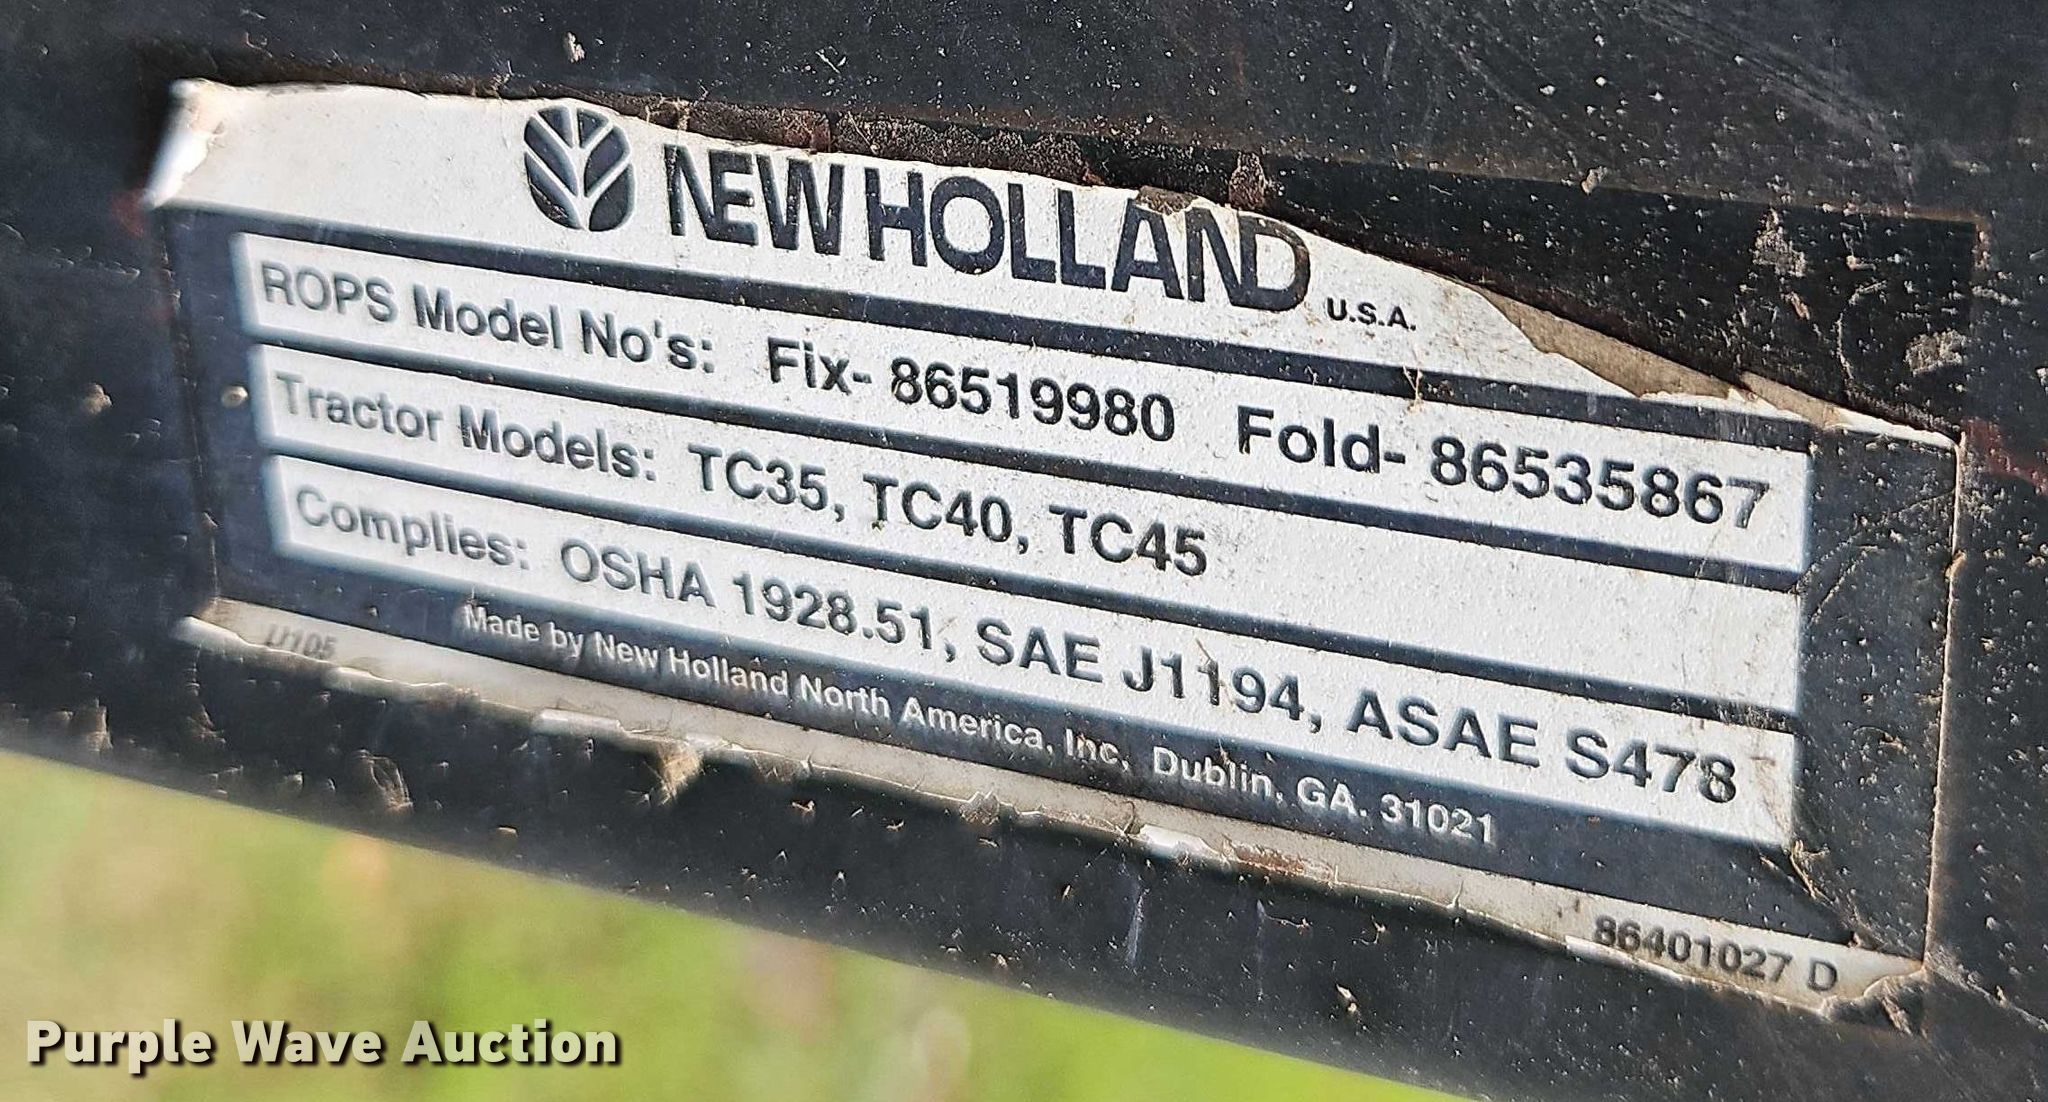 NEW HOLLAND U.S.A.
ROPS Model No's: Fix- 86519980 Fold- 86535867
Tractor Models: TC35, TC40, TC45
Complies: OSHA 1928.51, SAE J1194, ASAE S478
Made by New Holland North America, Inc, Dublin, GA. 31021
U105
86401027 D
Purple Wave Auction